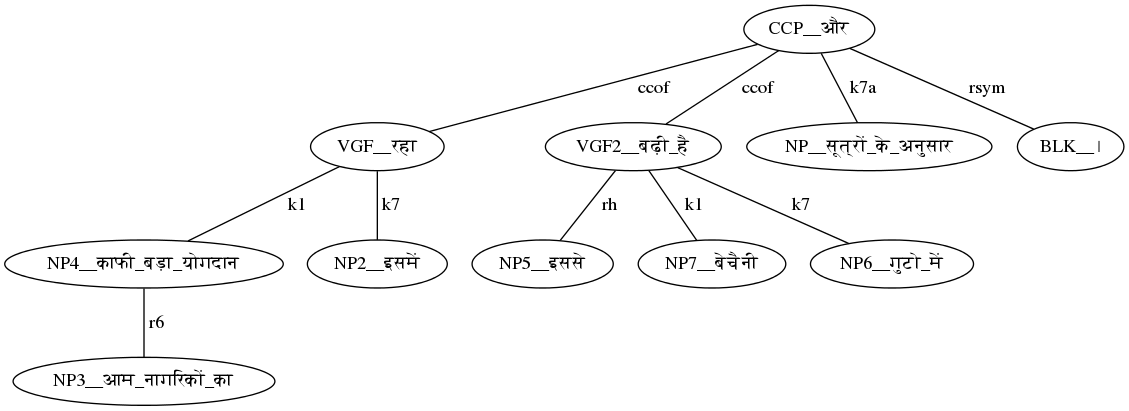 CCP__और
ccof ccof k7a rsym
VGF__रहा VGF2__बढ़ी_है NP__सूत्रों_के_अनुसार BLK__।
k1 k7 rh k1 k7
NP4__काफी_बड़ा_योगदान NP2__इसमें NP5__इससे NP7__बेचैनी NP6__गुटो_में
r6
NP3__आम_नागरिकों_का